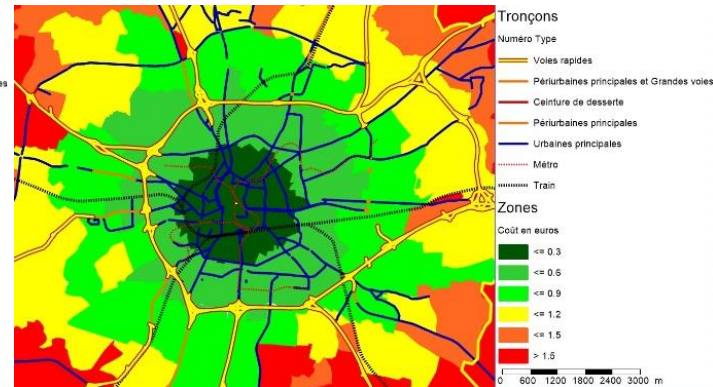 es
Tronçons
Numéro Type
Voies rapides
Périurbaines principales et Grandes voies
Ceinture de desserte
Périurbaines principales
Urbaines principales
Métro
Train
Zones
Coût en euros
<= 0.3
<= 0.6
<= 0.9
<= 1.2
<= 1.5
> 1.5
0 600 1200 1800 2400 3000 m